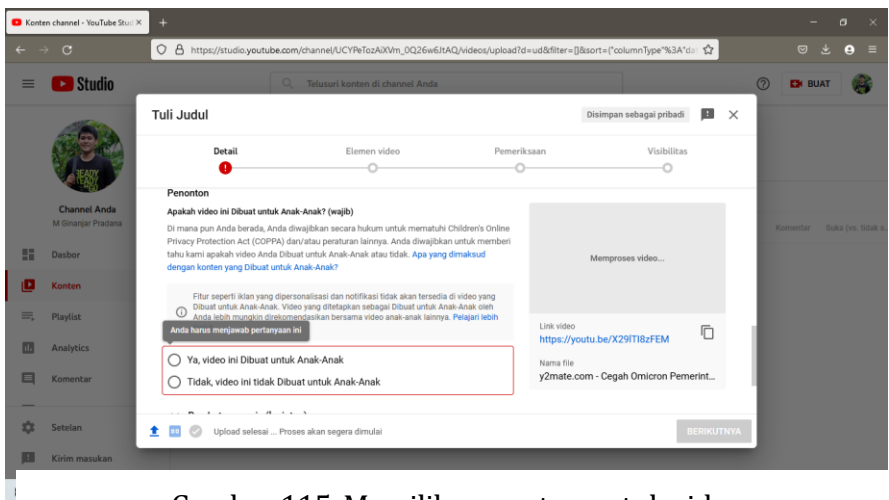 Konten channel - YouTube Stud
https://studio.youtube.com/channel/UCYPeTozAiXVm_0Q26w6JtAQ/videos/upload?d=ud&filter=[]&sort={"columnType"%3A"da
Studio
Telusuri konten di channel Anda
BUAT
Tuli Judul
Disimpan sebagai pribadi
Detail
Elemen video
Pemeriksaan
Visibilitas
READY
Channel Anda
M Ginanjar Pradana
Dasbor
Konten
Playlist
Analytics
Komentar
Setelan
Kirim masukan
Penonton
Apakah video ini Dibuat untuk Anak-Anak? (wajib)
Di mana pun Anda berada, Anda diwajibkan secara hukum untuk mematuhi Children's Online
Privacy Protection Act (COPPA) dan/atau peraturan lainnya. Anda diwajibkan untuk memberi
tahu kami apakah video Anda Dibuat untuk Anak-Anak atau tidak. Apa yang dimaksud
dengan konten yang Dibuat untuk Anak-Anak?
Fitur seperti iklan yang dipersonalisasi dan notifikasi tidak akan tersedia di video yang
Dibuat untuk Anak-Anak. Video yang ditetapkan sebagai Dibuat untuk Anak-Anak oleh
Anda lebih mungkin direkomendasikan bersama video anak-anak lainnya. Pelajari lebih
Anda harus menjawab pertanyaan ini
Ya, video ini Dibuat untuk Anak-Anak
Tidak, video ini tidak Dibuat untuk Anak-Anak
Memproses video...
Link video
https://youtu.be/X29lTI8zFEM
Nama file
y2mate.com - Cegah Omicron Pemerint...
Komentar Suka (vs. tidak s..
Upload selesai ... Proses akan segera dimulai
BERIKUTNYA
Gambar 115 Memilih